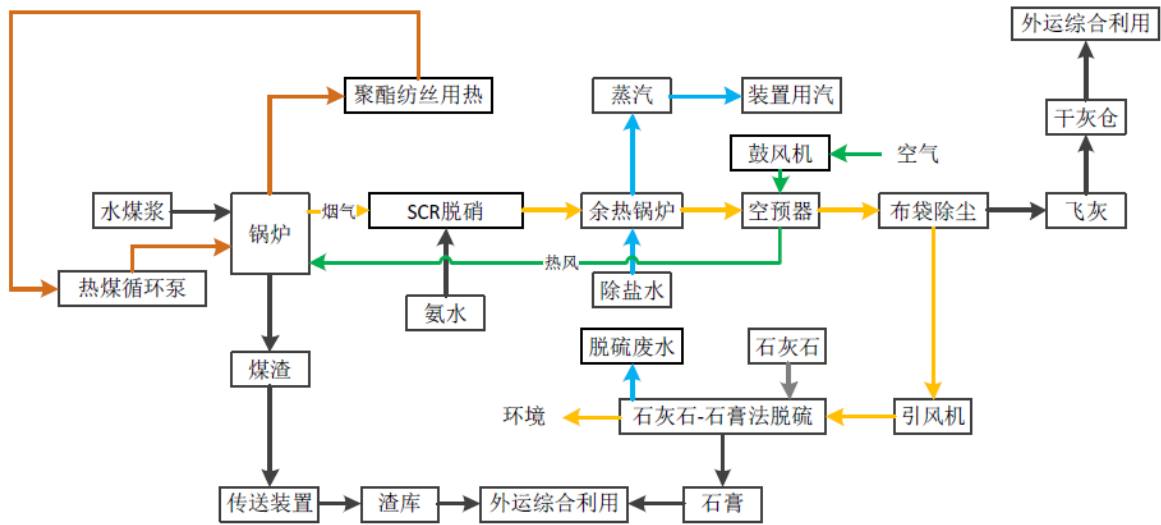 外运综合利用
聚酯纺丝用热
蒸汽
装置用汽
干灰仓
鼓风机
空气
水煤浆
锅炉
烟气
SCR脱硝
余热锅炉
空预器
布袋除尘
飞灰
热风
热煤循环泵
氨水
除盐水
煤渣
脱硫废水
石灰石
环境
石灰石-石膏法脱硫
引风机
传送装置
渣库
外运综合利用
石膏